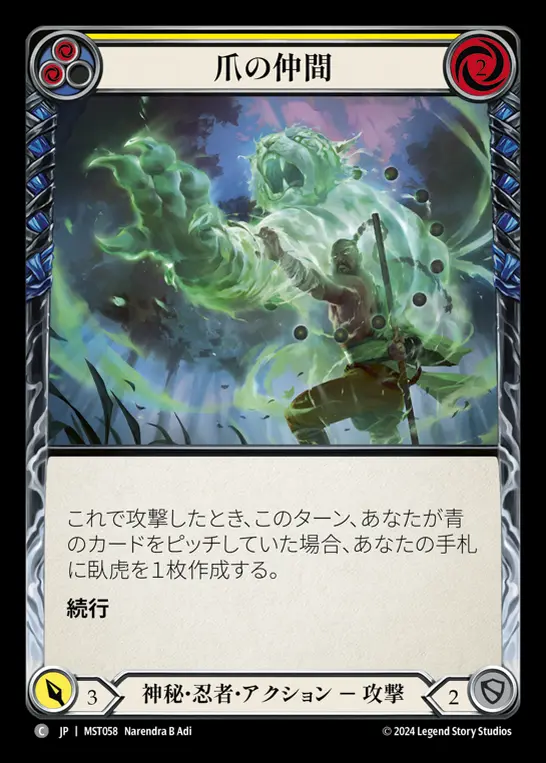 爪の仲間
2
これで攻撃したとき、このターン、あなたが青
のカードをピッチしていた場合、あなたの手札
に臥虎を1枚作成する。
続行
3
神秘・忍者・アクション － 攻撃
2
C JP | MST058 Narendra B Adi
© 2024 Legend Story Studios